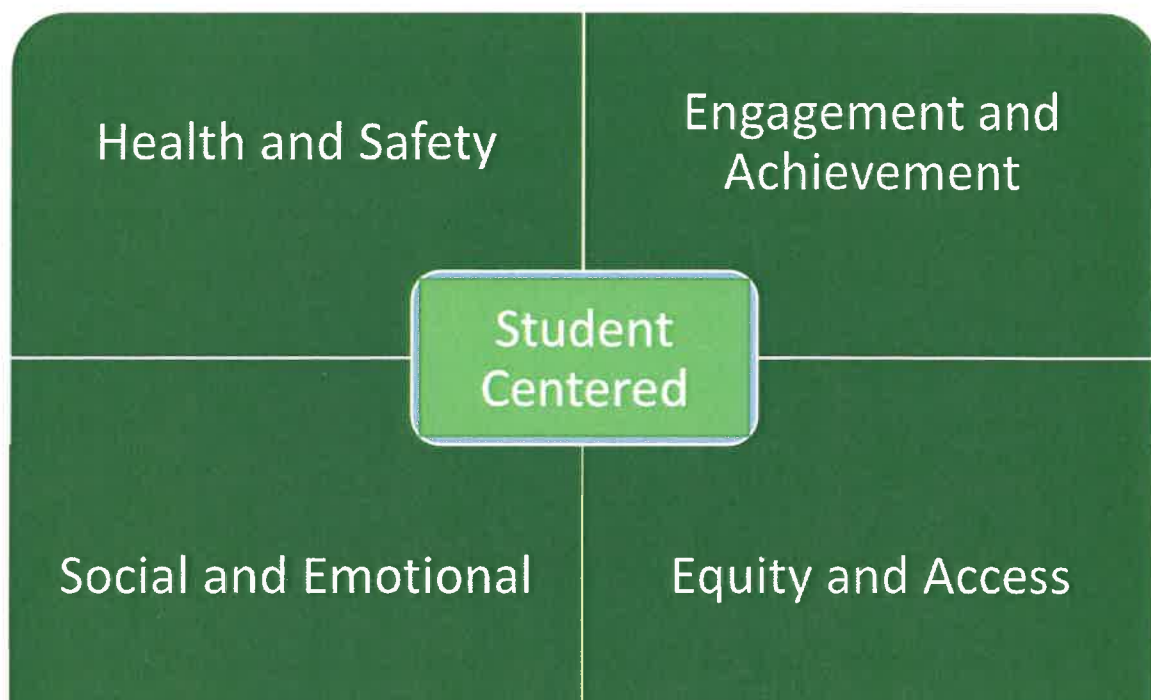 Health and Safety
Engagement and
Achievement
Student
Centered
Social and Emotional
Equity and Access